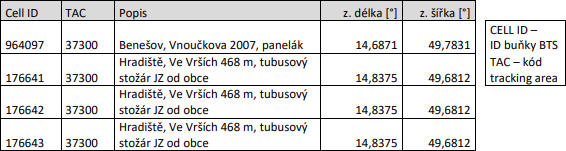 Cell ID TAC Popis z. délka [°] z. šířka [°]
964097 37300 Benešov, Vnoučkova 2007, panelák 14,6871 49,7831
Hradiště, Ve Vrších 468 m, tubusový
176641 37300 stožár JZ od obce 14,8375 49,6812
Hradiště, Ve Vrších 468 m, tubusový
176642 37300 stožár JZ od obce 14,8375 49,6812
Hradiště, Ve Vrších 468 m, tubusový
176643 37300 stožár JZ od obce 14,8375 49,6812
CELL ID –
ID buňky BTS
TAC – kód
tracking area